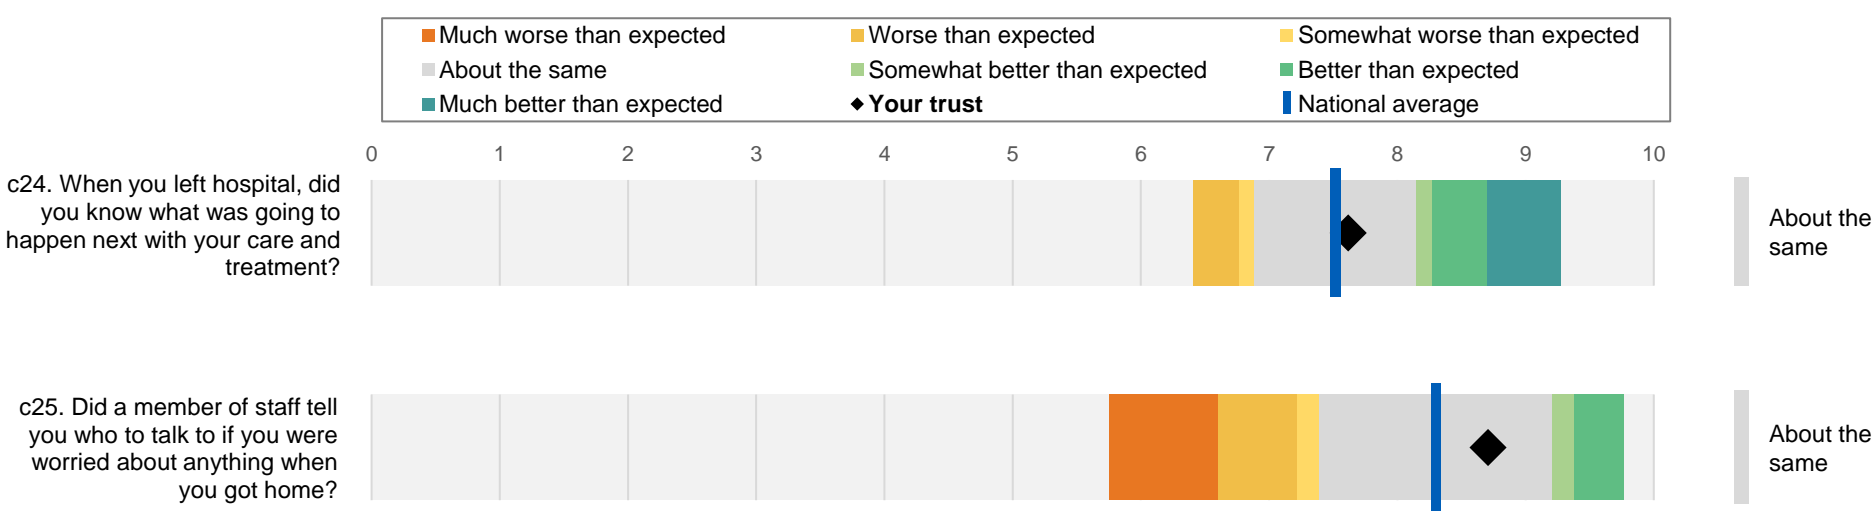 Much worse than expected
Worse than expected
Somewhat worse than expected
About the same
Somewhat better than expected
Better than expected
Much better than expected
Your trust
National average
0 1 2 3 4 5 6 7 8 9 10
c24. When you left hospital, did
you know what was going to
happen next with your care and
treatment?
About the
same
c25. Did a member of staff tell
you who to talk to if you were
worried about anything when
you got home?
About the
same